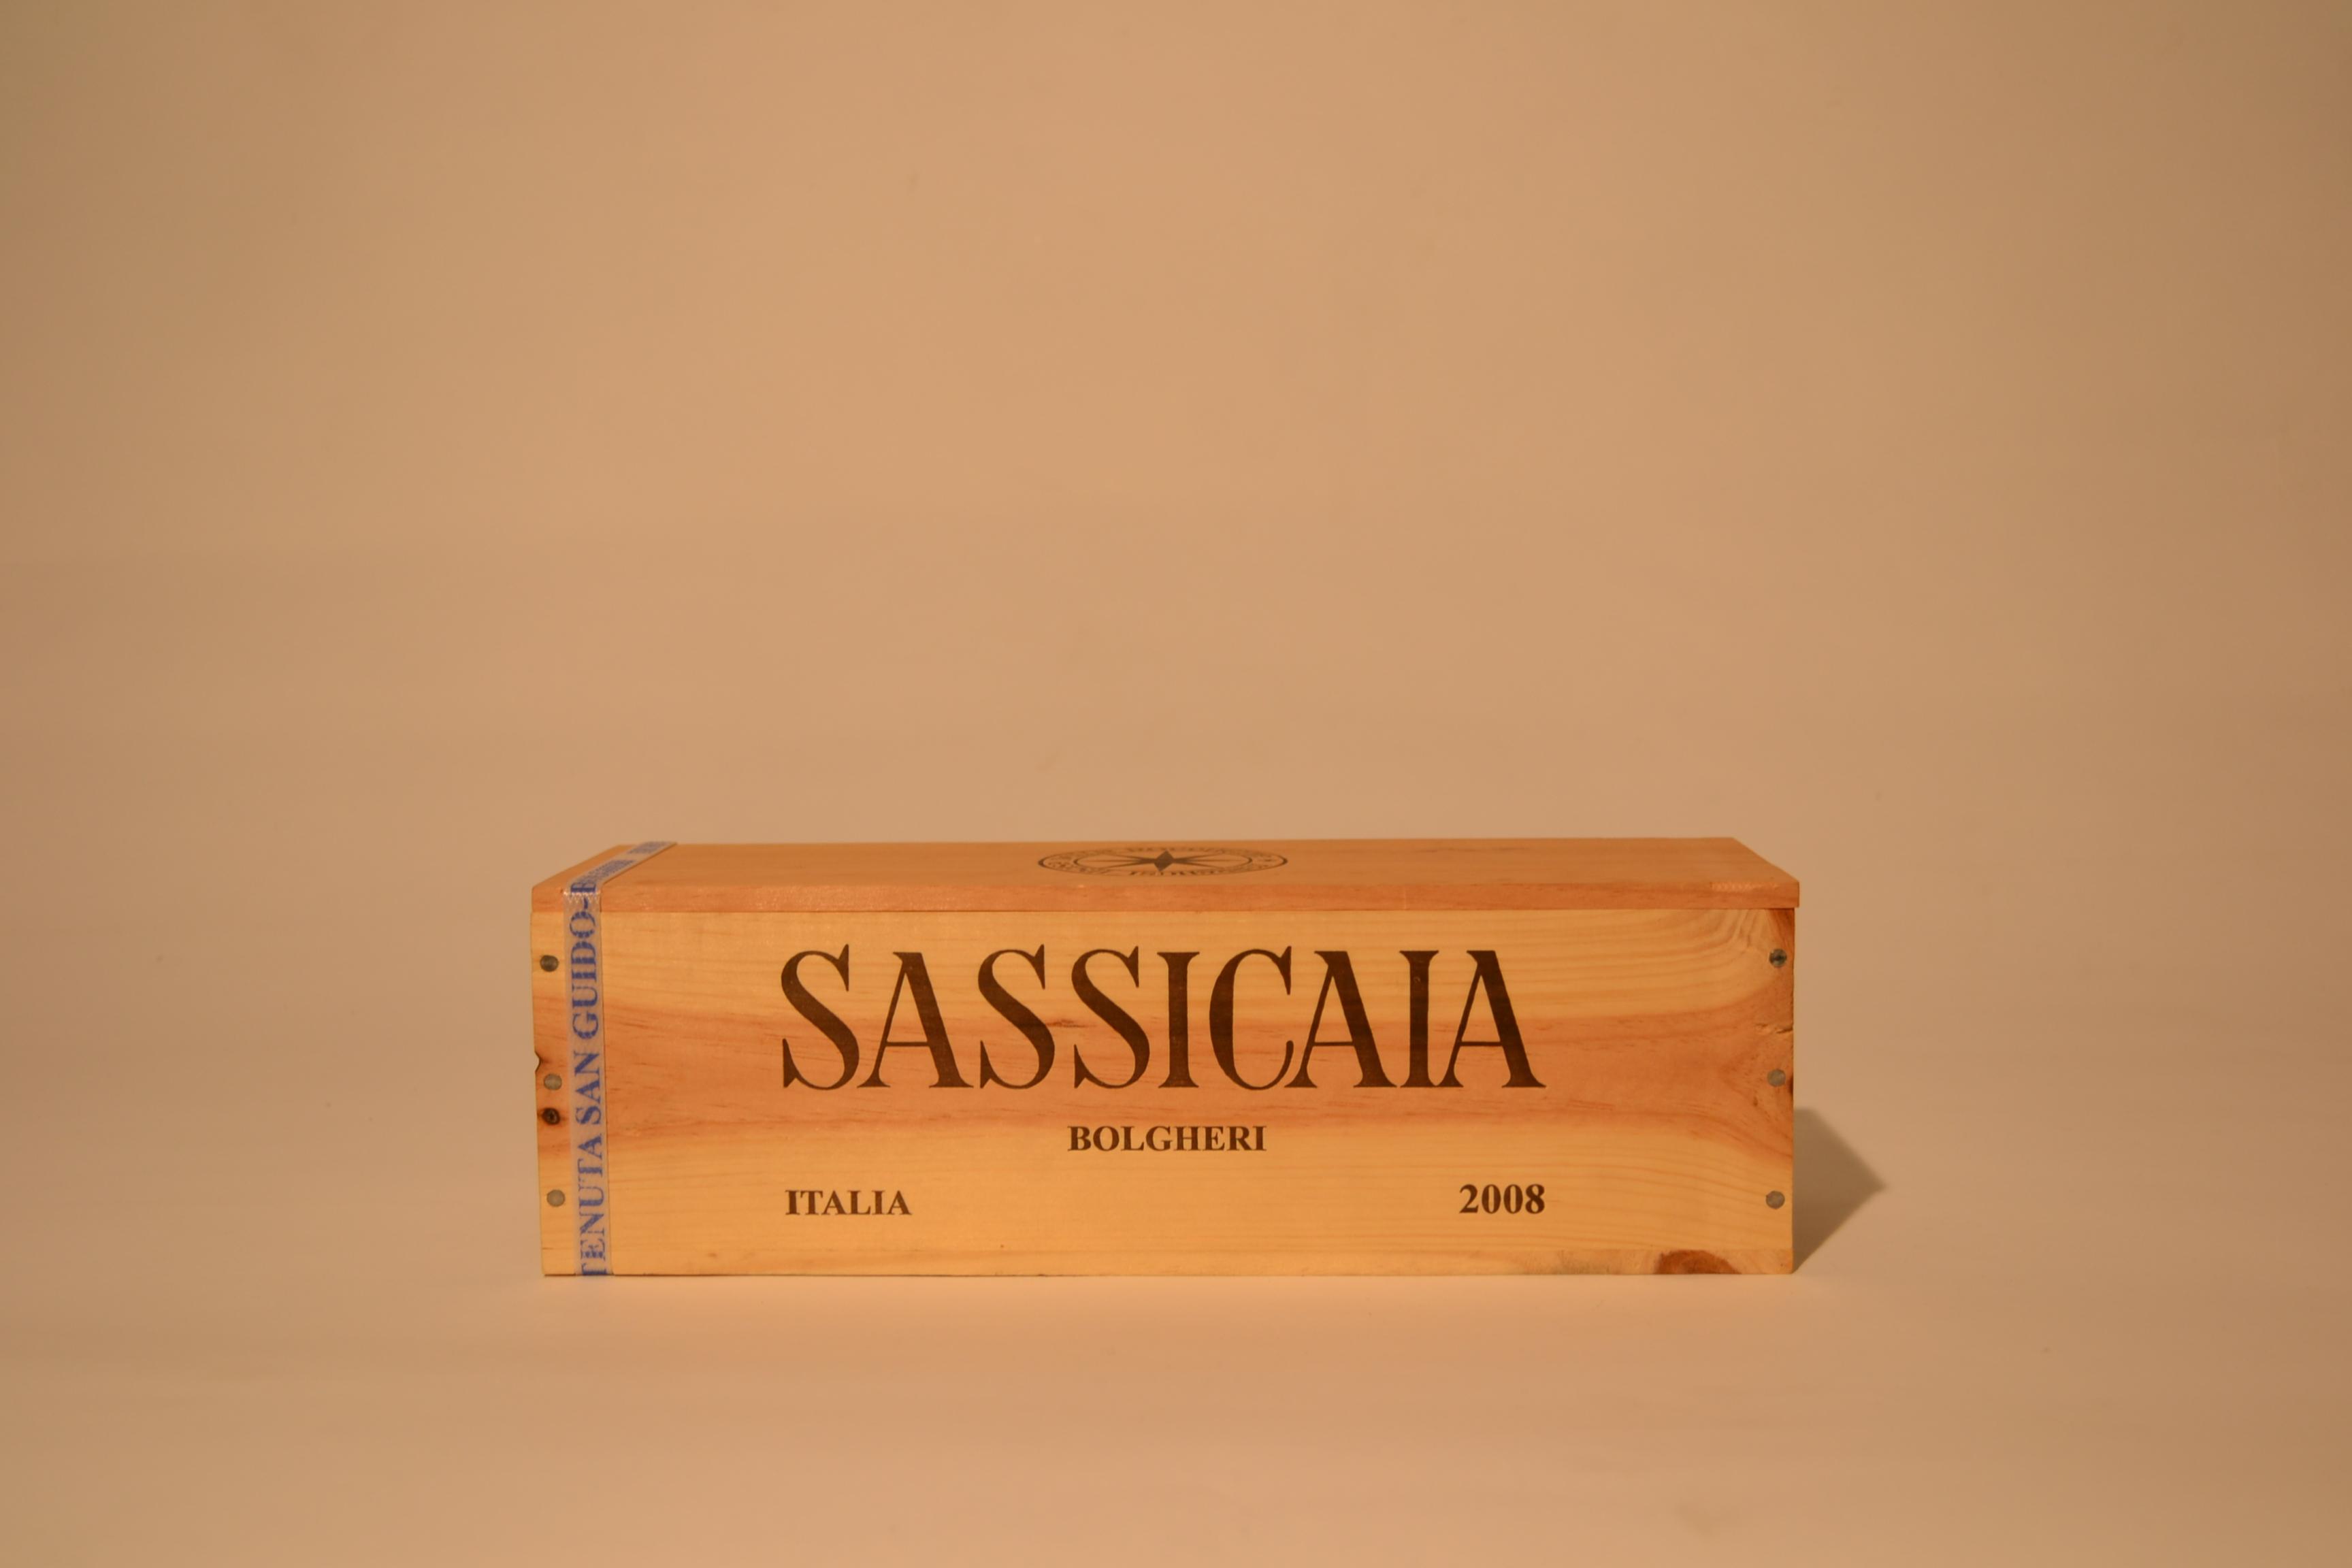 SASSICAIA
BOLGHERI
ITALIA
2008
TENUTA SAN GUIDO-